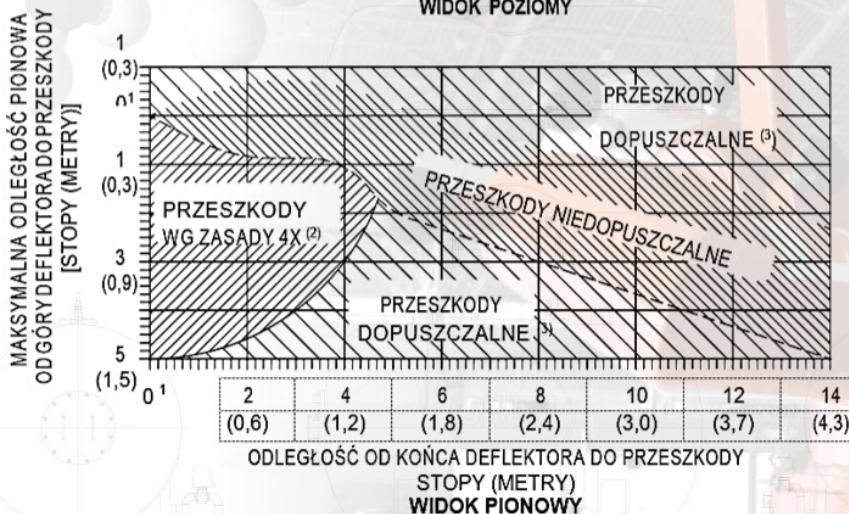 WIDOK POZIOMY
MAKSYMALNA ODLEGŁOŚĆ PIONOWA
OD GÓRY DEFLEKTORA DO PRZESZKODY
[STOPY (METRY)]
1
(0,3)
0¹
1
(0,3)
3
(0,9)
5
(1,5)
PRZESZKODY
DOPUSZCZALNE (3)
PRZESZKODY NIEDOPUSZCZALNE
PRZESZKODY
WG ZASADY 4X (2)
PRZESZKODY
DOPUSZCZALNE
0¹ 2 4 6 8 10 12 14
(0,6) (1,2) (1,8) (2,4) (3,0) (3,7) (4,3)
ODLEGŁOŚĆ OD KOŃCA DEFLEKTORA DO PRZESZKODY
STOPY (METRY)
WIDOK PIONOWY